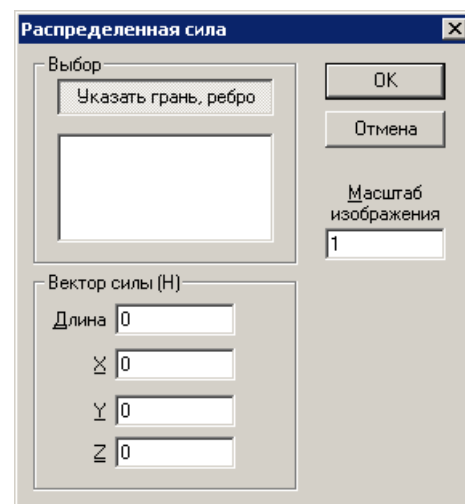 Распределенная сила
Выбор
Указать грань, ребро
OK
Отмена
Масштаб
изображения
1
Вектор силы (Н)
Длина 0
X 0
Y 0
Z 0